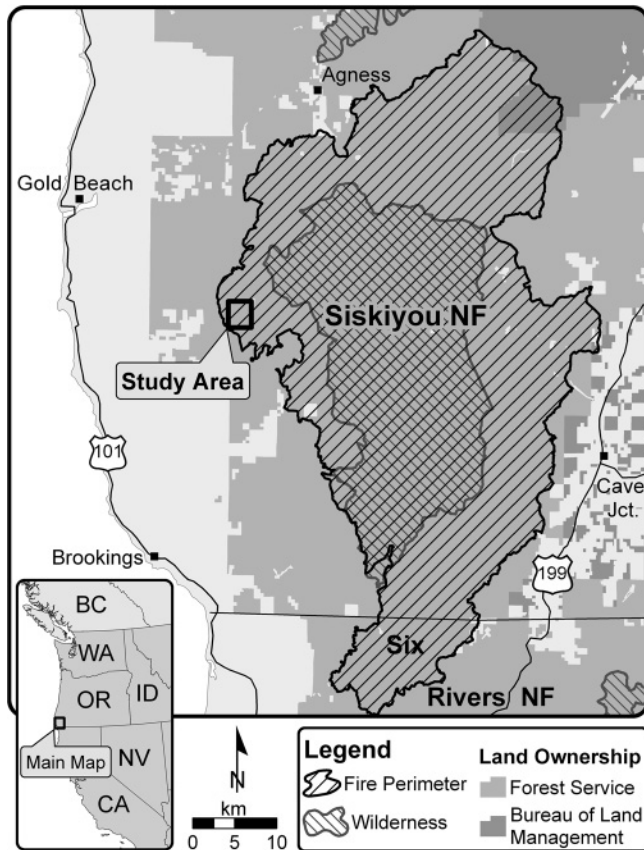 Agness
Gold Beach
Siskiyou NF
Study Area
101
Cave
Jct.
Brookings
199
Six
Rivers NF
BC
WA
OR
ID
Main Map
NV
CA
N
km
0 5 10
Legend
Fire Perimeter
Wilderness
Land Ownership
Forest Service
Bureau of Land
Management